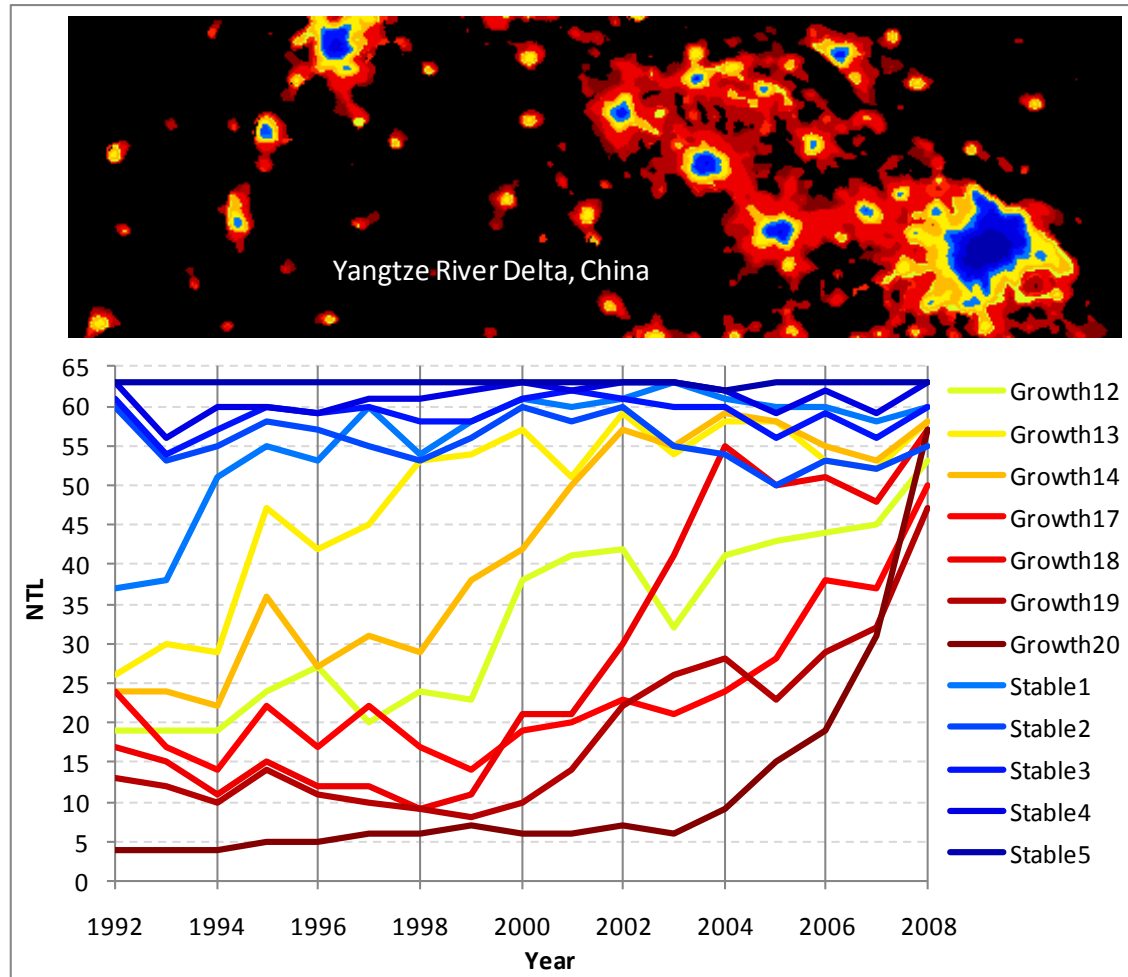 Yangtze River Delta, China
65
60
55
50
45
40
35
30
25
20
15
10
5
0
NTL
1992 1994 1996 1998 2000 2002 2004 2006 2008
Year
Growth12
Growth13
Growth14
Growth17
Growth18
Growth19
Growth20
Stable1
Stable2
Stable3
Stable4
Stable5